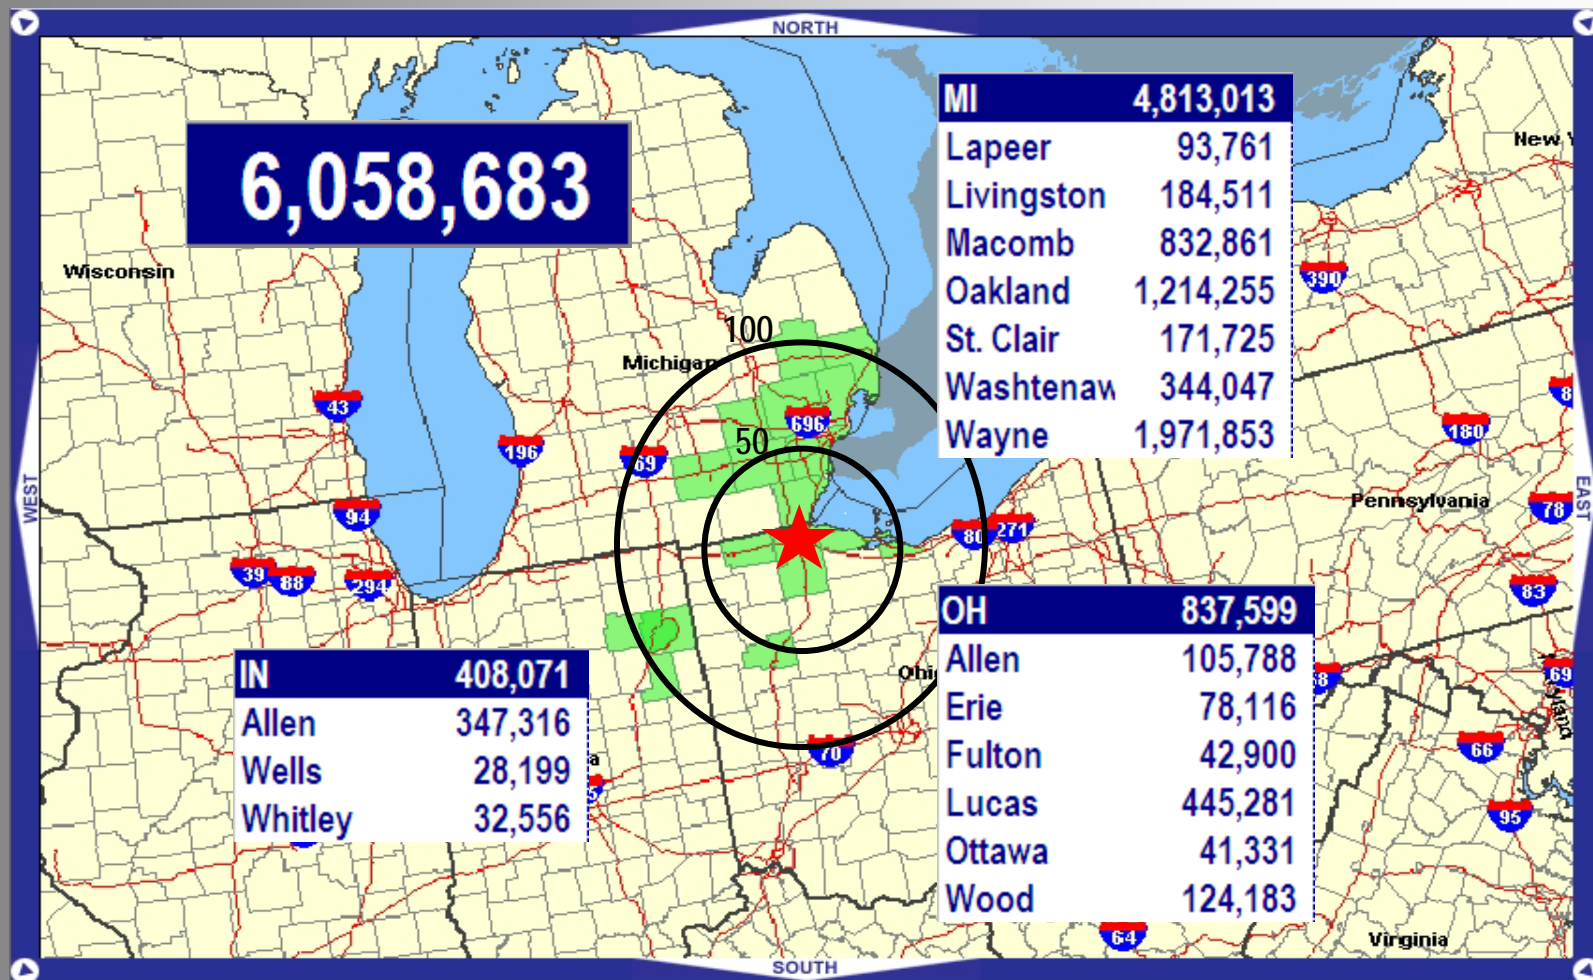 NORTH
6,058,683
MI 4,813,013
Lapeer 93,761
Livingston 184,511
Macomb 832,861
Oakland 1,214,255
St. Clair 171,725
Washtenaw 344,047
Wayne 1,971,853
New
Wisconsin
390
100
Michigan
43
696
50
196
69
180
WEST
EAST
94
Pennsylvania
78
80
271
39
88
294
83
OH 837,599
Allen 105,788
Erie 78,116
Fulton 42,900
Lucas 445,281
Ottawa 41,331
Wood 124,183
IN 408,071
Allen 347,316
Wells 28,199
Whitley 32,556
69
66
70
95
64
Virginia
SOUTH